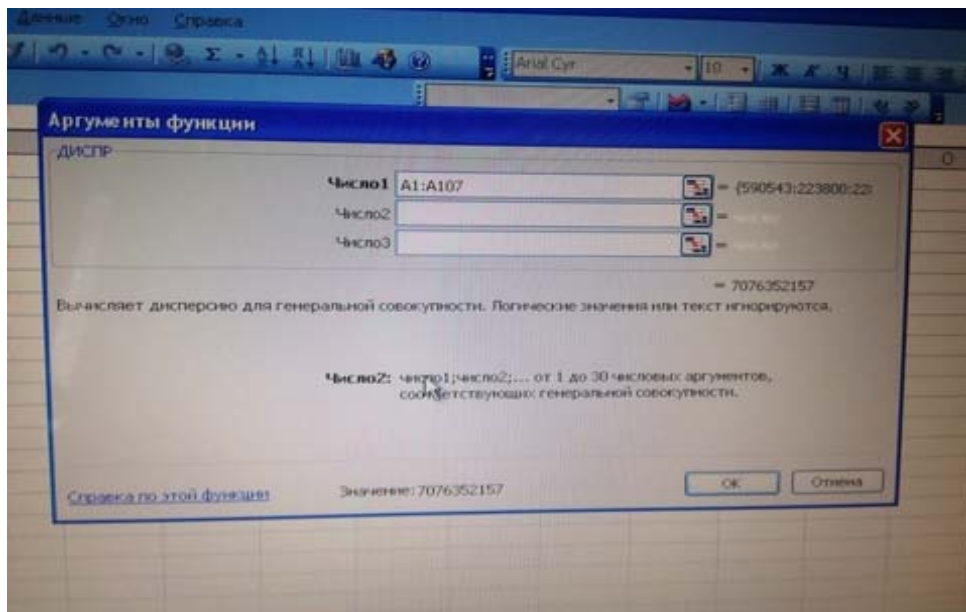 Данные Окно Справка
Arial Cyr 10 Ж К Ч
Аргументы функции
O
ДИСПР
Число1 A1:A107 = {590543:223800:22
Число2 =
Число3 =
= 7076352157
Вычисляет дисперсию для генеральной совокупности. Логические значения или текст игнорируются.
Число2: число1;число2;... от 1 до 30 числовых аргументов,
соответствующих генеральной совокупности.
Справка по этой функции Значение:7076352157 ОК Отмена